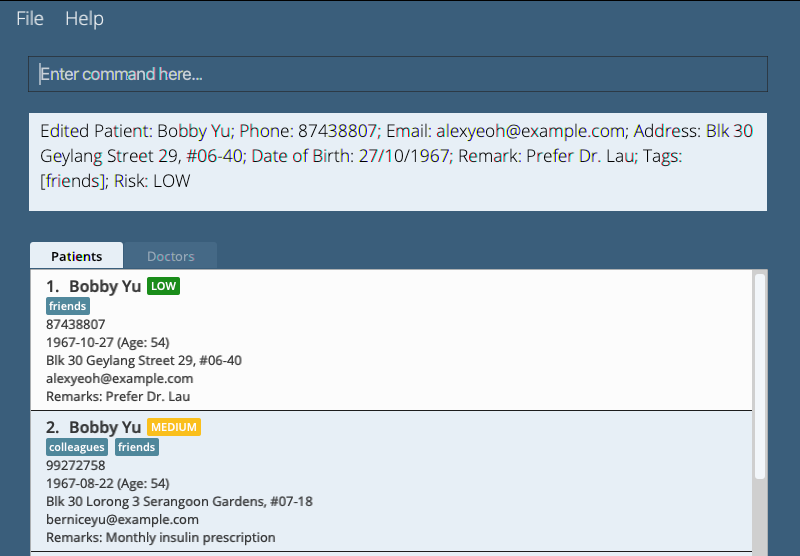 File Help
Enter command here...
Edited Patient: Bobby Yu; Phone: 87438807; Email: alexyeoh@example.com; Address: Blk 30
Geylang Street 29, #06-40; Date of Birth: 27/10/1967; Remark: Prefer Dr. Lau; Tags:
[friends]; Risk: LOW
Patients Doctors
1. Bobby Yu LOW
friends
87438807
1967-10-27 (Age: 54)
Blk 30 Geylang Street 29, #06-40
alexyeoh@example.com
Remarks: Prefer Dr. Lau
2. Bobby Yu MEDIUM
colleagues friends
99272758
1967-08-22 (Age: 54)
Blk 30 Lorong 3 Serangoon Gardens, #07-18
berniceyu@example.com
Remarks: Monthly insulin prescription